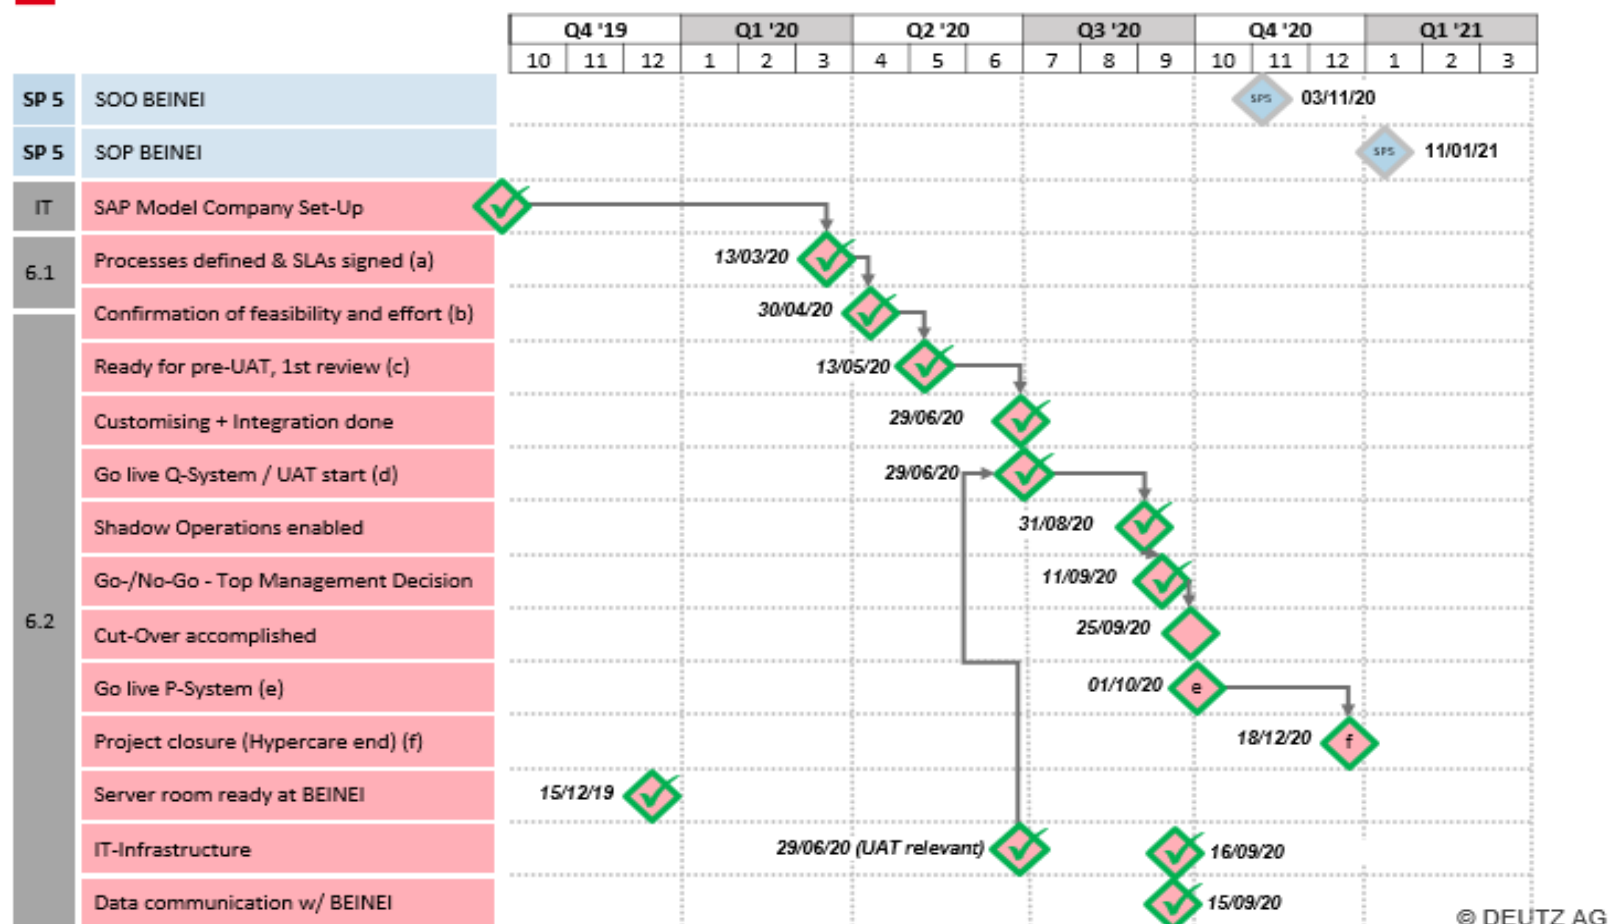 Q4 '19 Q1 '20 Q2 '20 Q3 '20 Q4 '20 Q1 '21
10 11 12 1 2 3 4 5 6 7 8 9 10 11 12 1 2 3
SP 5 SOO BEINEI SP5 03/11/20
SP 5 SOP BEINEI SP5 11/01/21
IT SAP Model Company Set-Up
6.1 Processes defined & SLAs signed (a) 13/03/20
Confirmation of feasibility and effort (b) 30/04/20
Ready for pre-UAT, 1st review (c) 13/05/20
Customising + Integration done 29/06/20
Go live Q-System / UAT start (d) 29/06/20
Shadow Operations enabled 31/08/20
Go-/No-Go - Top Management Decision 11/09/20
6.2 Cut-Over accomplished 25/09/20
Go live P-System (e) 01/10/20 e
Project closure (Hypercare end) (f) 18/12/20 f
Server room ready at BEINEI 15/12/19
IT-Infrastructure 29/06/20 (UAT relevant) 16/09/20
Data communication w/ BEINEI 15/09/20
© DEUTZ AG